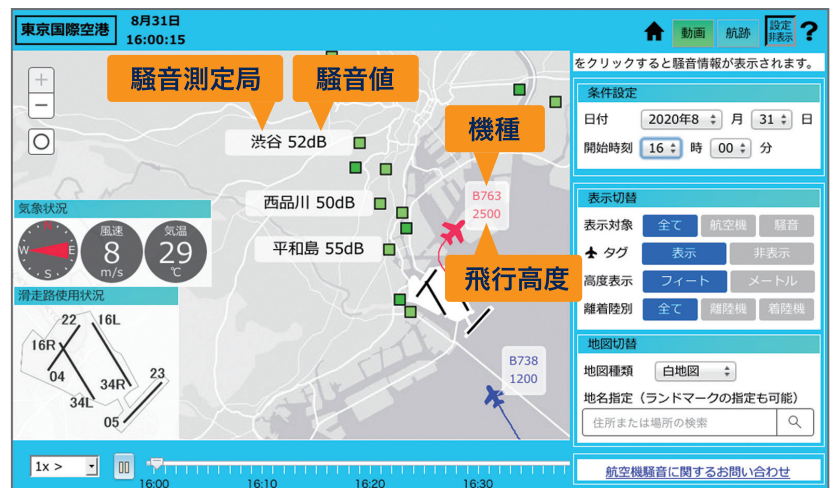 東京国際空港
8月31日
16:00:15
動画
航跡
設定
非表示
?
をクリックすると騒音情報が表示されます。
騒音測定局
騒音値
機種
飛行高度
+
−
渋谷 52dB
西品川 50dB
平和島 55dB
B763
2500
B738
1200
気象状況
N
W
E
S
風速
8
m/s
気温
29
℃
滑走路使用状況
22
16L
16R
04
34R
23
34L
05
条件設定
日付 2020年8 月 31 日
開始時刻 16 時 00 分
表示切替
表示対象 全て 航空機 騒音
タグ 表示 非表示
高度表示 フィート メートル
離着陸別 全て 離陸機 着陸機
地図切替
地図種類 白地図
地名指定（ランドマークの指定も可能）
住所または場所の検索
航空機騒音に関するお問い合わせ
1x >
16:00
16:10
16:20
16:30